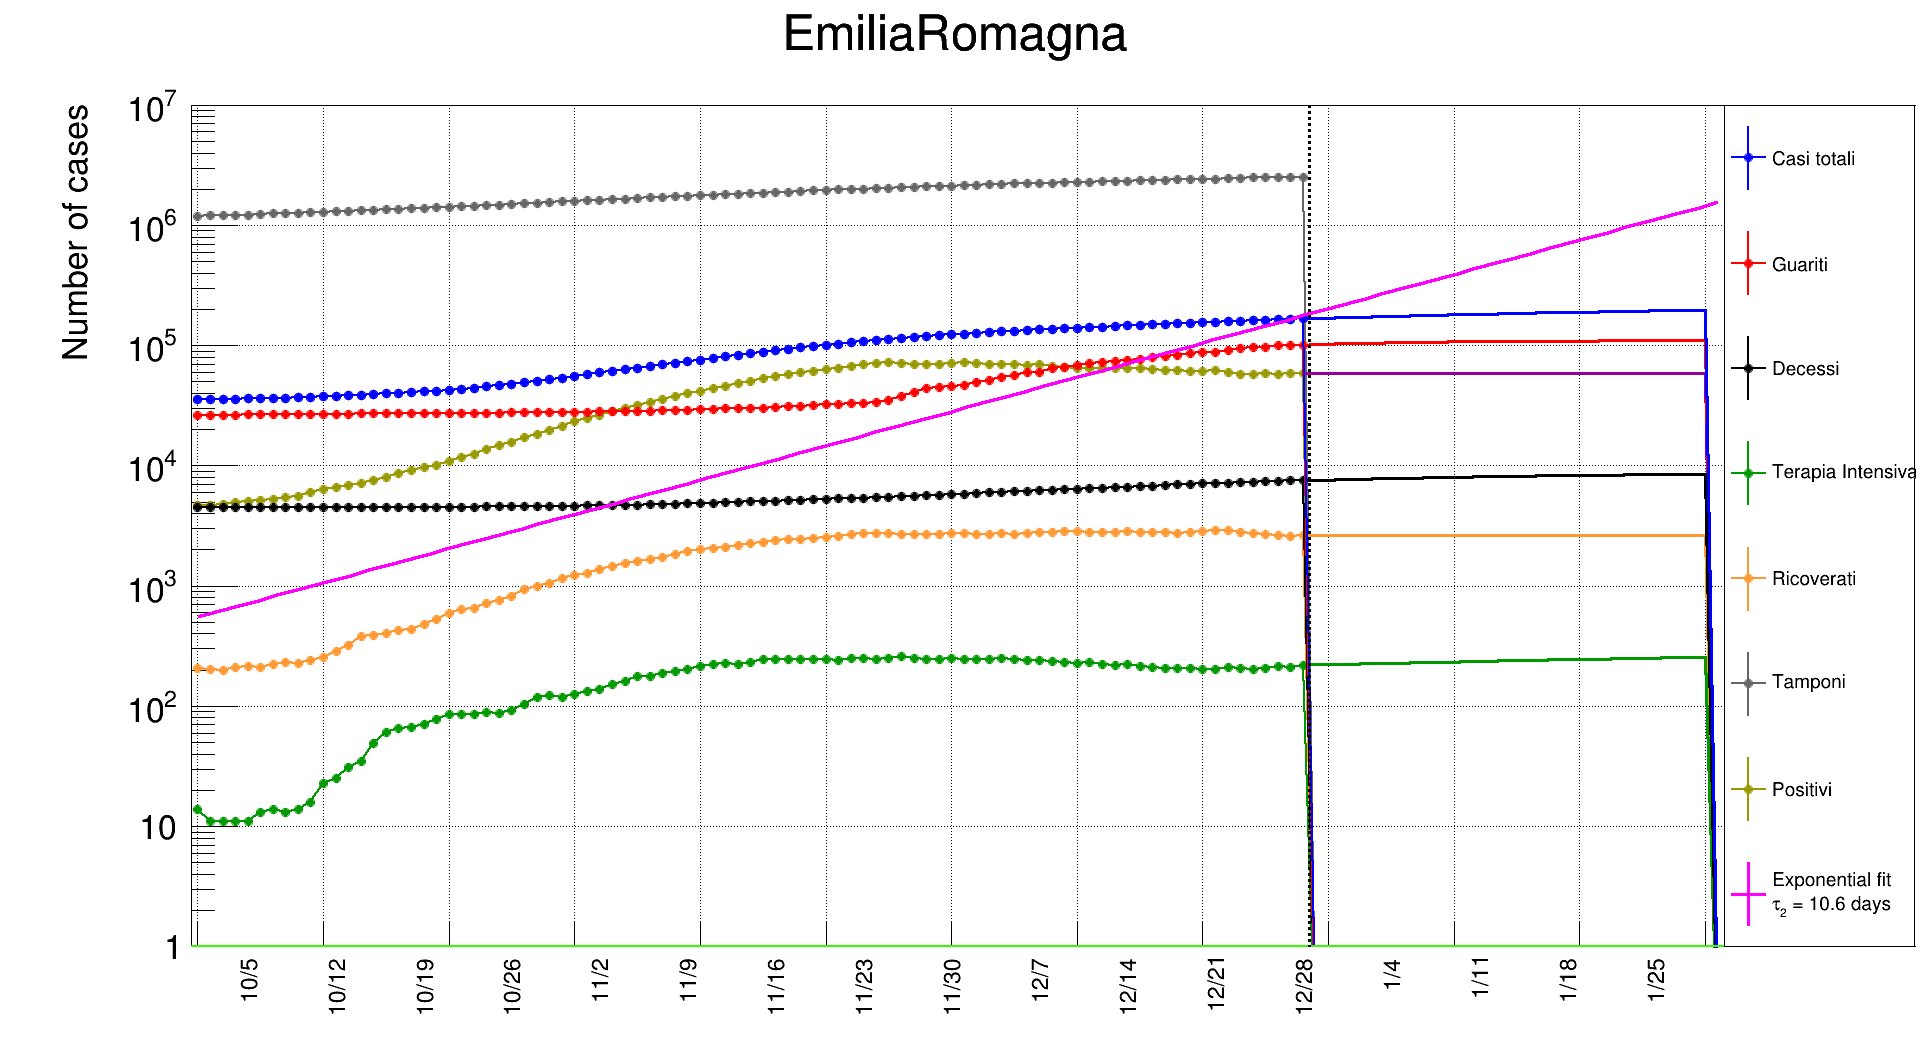 EmiliaRomagna
Number of cases
10^7
10^6
10^5
10^4
10^3
10^2
10
1
10/5
10/12
10/19
10/26
11/2
11/9
11/16
11/23
11/30
12/7
12/14
12/21
12/28
1/4
1/11
1/18
1/25
Casi totali
Guariti
Decessi
Terapia Intensiva
Ricoverati
Tamponi
Positivi
Exponential fit
τ₂ = 10.6 days